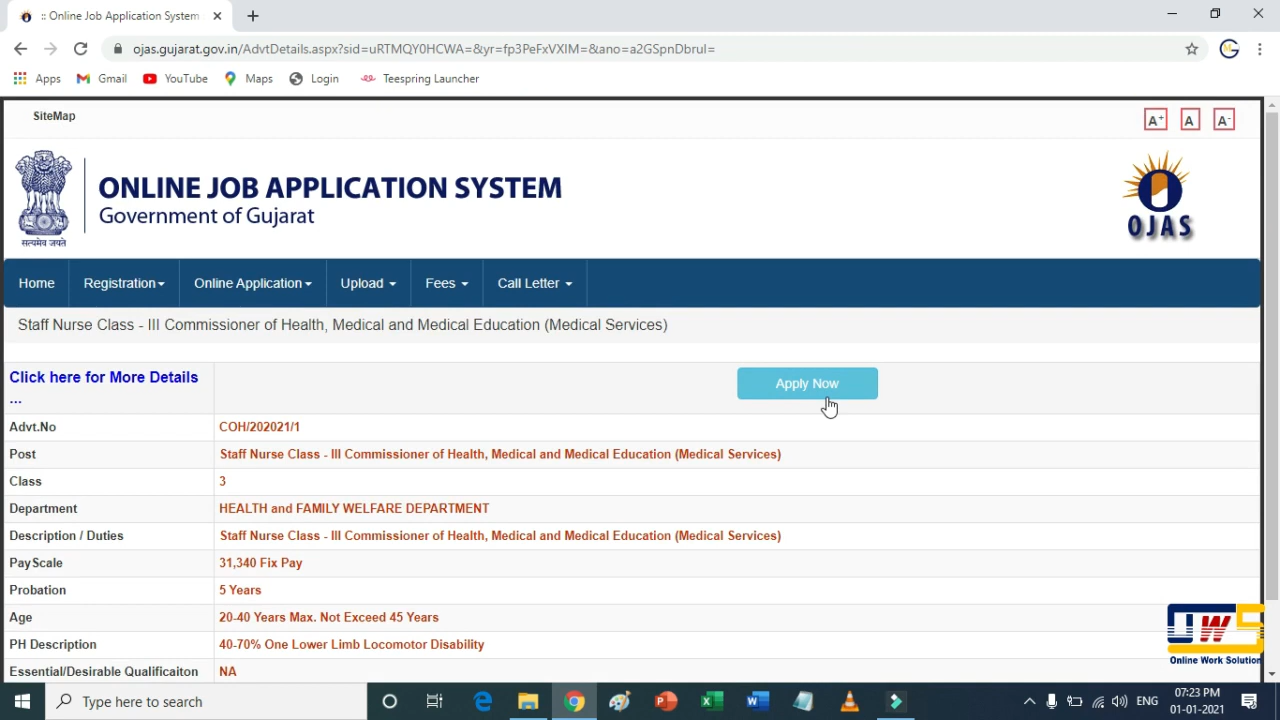 :: Online Job Application System
ojas.gujarat.gov.in/AdvtDetails.aspx?sid=uRTMQY0HCWA=&yr=fp3PeFxVXIM=&ano=a2GSpnDbruI=
Apps Gmail YouTube Maps Login Teespring Launcher
SiteMap
A+ A A-
ONLINE JOB APPLICATION SYSTEM
Government of Gujarat
सत्यमेव जयते
OJAS
Home Registration Online Application Upload Fees Call Letter
Staff Nurse Class - III Commissioner of Health, Medical and Medical Education (Medical Services)
Click here for More Details
...
Apply Now
Advt.No COH/202021/1
Post Staff Nurse Class - III Commissioner of Health, Medical and Medical Education (Medical Services)
Class 3
Department HEALTH and FAMILY WELFARE DEPARTMENT
Description / Duties Staff Nurse Class - III Commissioner of Health, Medical and Medical Education (Medical Services)
PayScale 31,340 Fix Pay
Probation 5 Years
Age 20-40 Years Max. Not Exceed 45 Years
PH Description 40-70% One Lower Limb Locomotor Disability
Essential/Desirable Qualificaiton NA
OWS
Online Work Solution
Type here to search
ENG
07:23 PM
01-01-2021